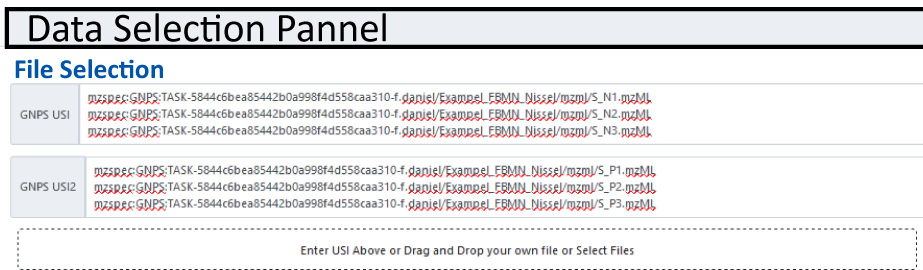 Data Selection Pannel
File Selection
GNPS USI
mzspec:GNPS:TASK-5844c6bea85442b0a998f4d558caa310-f.daniel/Exampel_FBMN_Nissel/mzml/S_N1.mzML
mzspec:GNPS:TASK-5844c6bea85442b0a998f4d558caa310-f.daniel/Exampel_FBMN_Nissel/mzml/S_N2.mzML
mzspec:GNPS:TASK-5844c6bea85442b0a998f4d558caa310-f.daniel/Exampel_FBMN_Nissel/mzml/S_N3.mzML
GNPS USI2
mzspec:GNPS:TASK-5844c6bea85442b0a998f4d558caa310-f.daniel/Exampel_FBMN_Nissel/mzml/S_P1.mzML
mzspec:GNPS:TASK-5844c6bea85442b0a998f4d558caa310-f.daniel/Exampel_FBMN_Nissel/mzml/S_P2.mzML
mzspec:GNPS:TASK-5844c6bea85442b0a998f4d558caa310-f.daniel/Exampel_FBMN_Nissel/mzml/S_P3.mzML
Enter USI Above or Drag and Drop your own file or Select Files